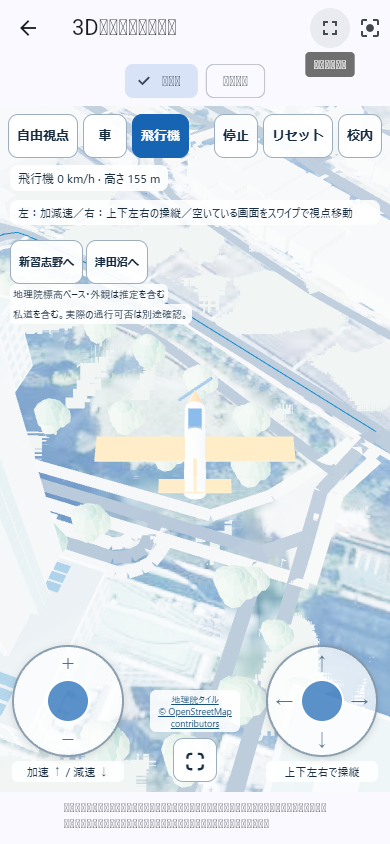 3D
自由視点 車 飛行機 停止 リセット 校内
飛行機 0 km/h · 高さ 155 m
左：加減速／右：上下左右の操縦／空いている画面をスワイプで視点移動
新習志野へ 津田沼へ
地理院標高ベース・外観は推定を含む
私道を含む。実際の通行可否は別途確認。
+
−
↑
← →
↓
地理院タイル
© OpenStreetMap
contributors
加速 ↑ / 減速 ↓
上下左右で操縦